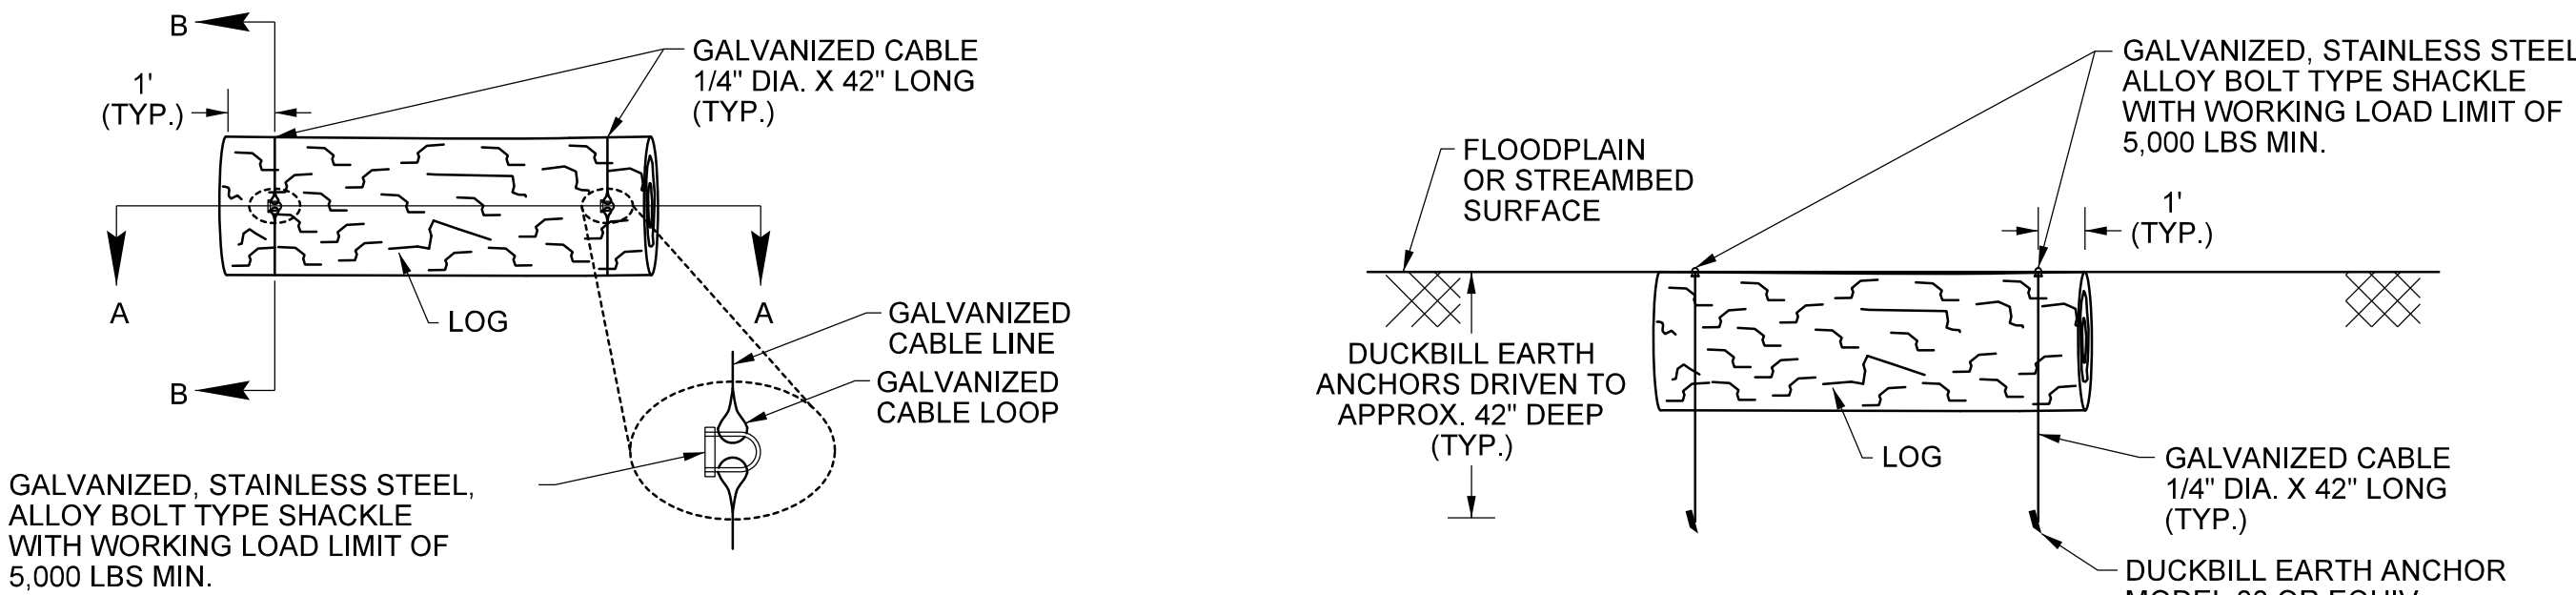 B
1'
(TYP.)
GALVANIZED CABLE
1/4" DIA. X 42" LONG
(TYP.)
A
A
LOG
B
GALVANIZED
CABLE LINE
GALVANIZED
CABLE LOOP
GALVANIZED, STAINLESS STEEL,
ALLOY BOLT TYPE SHACKLE
WITH WORKING LOAD LIMIT OF
5,000 LBS MIN.
GALVANIZED, STAINLESS STEEL
ALLOY BOLT TYPE SHACKLE
WITH WORKING LOAD LIMIT OF
5,000 LBS MIN.
FLOODPLAIN
OR STREAMBED
SURFACE
1'
(TYP.)
DUCKBILL EARTH
ANCHORS DRIVEN TO
APPROX. 42" DEEP
(TYP.)
LOG
GALVANIZED CABLE
1/4" DIA. X 42" LONG
(TYP.)
DUCKBILL EARTH ANCHOR
MODEL OR EQUIV